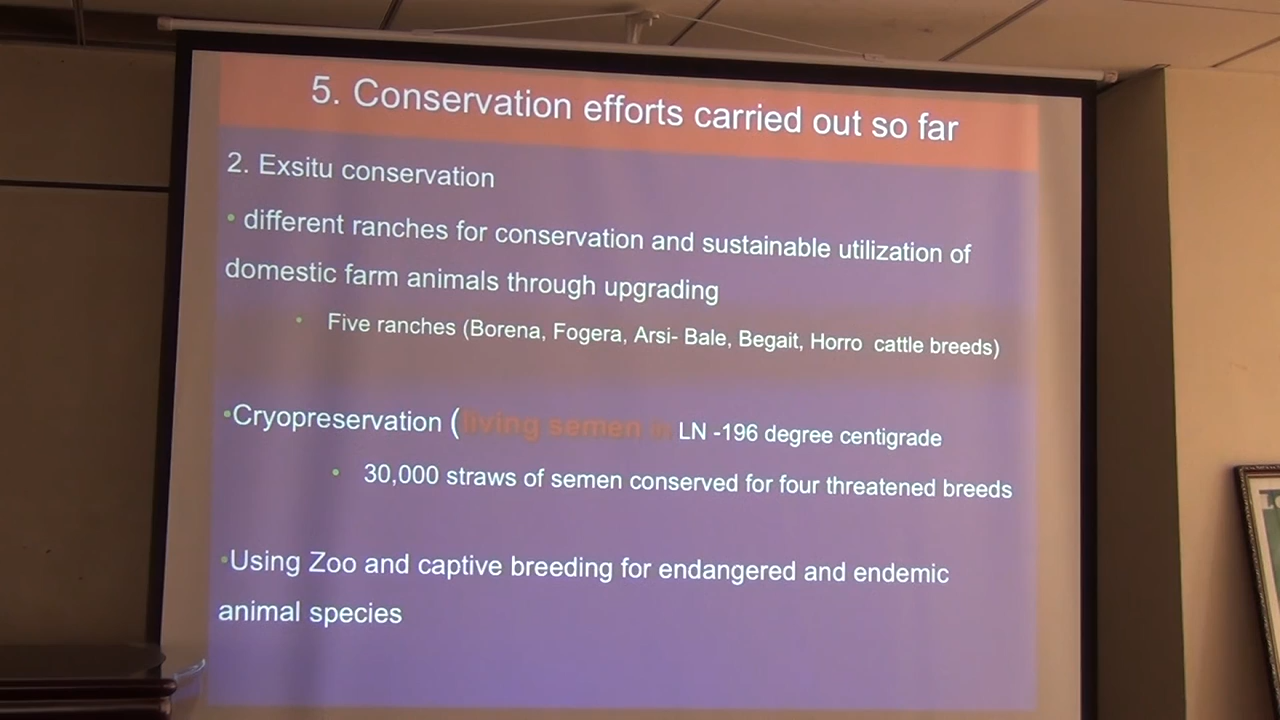 5. Conservation efforts carried out so far
2. Exsitu conservation
• different ranches for conservation and sustainable utilization of
domestic farm animals through upgrading
• Five ranches (Borena, Fogera, Arsi- Bale, Begait, Horro cattle breeds)
•Cryopreservation (living semen in LN -196 degree centigrade
• 30,000 straws of semen conserved for four threatened breeds
•Using Zoo and captive breeding for endangered and endemic
animal species